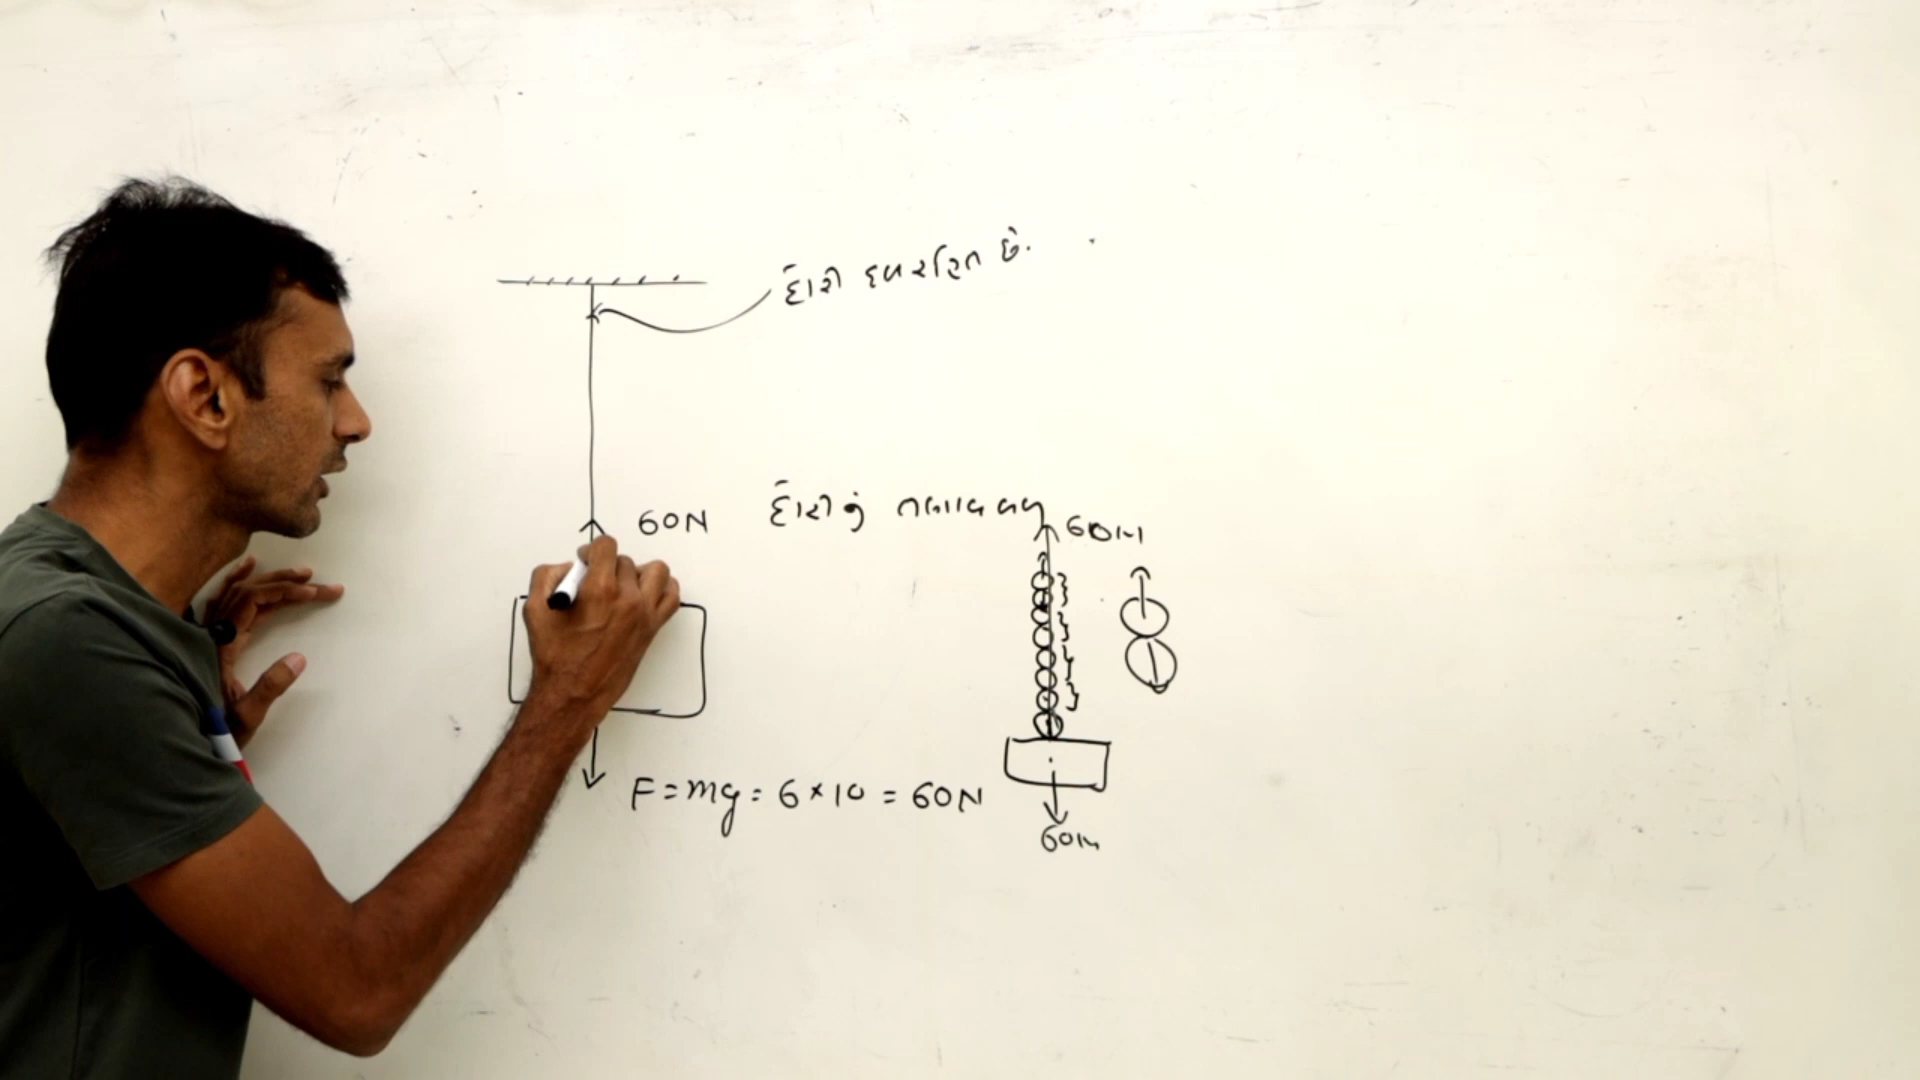 દોરી દળરહિત છે.
60N
દોરીનું તણાવબળ
60N
F = mg = 6 × 10 = 60N
60N